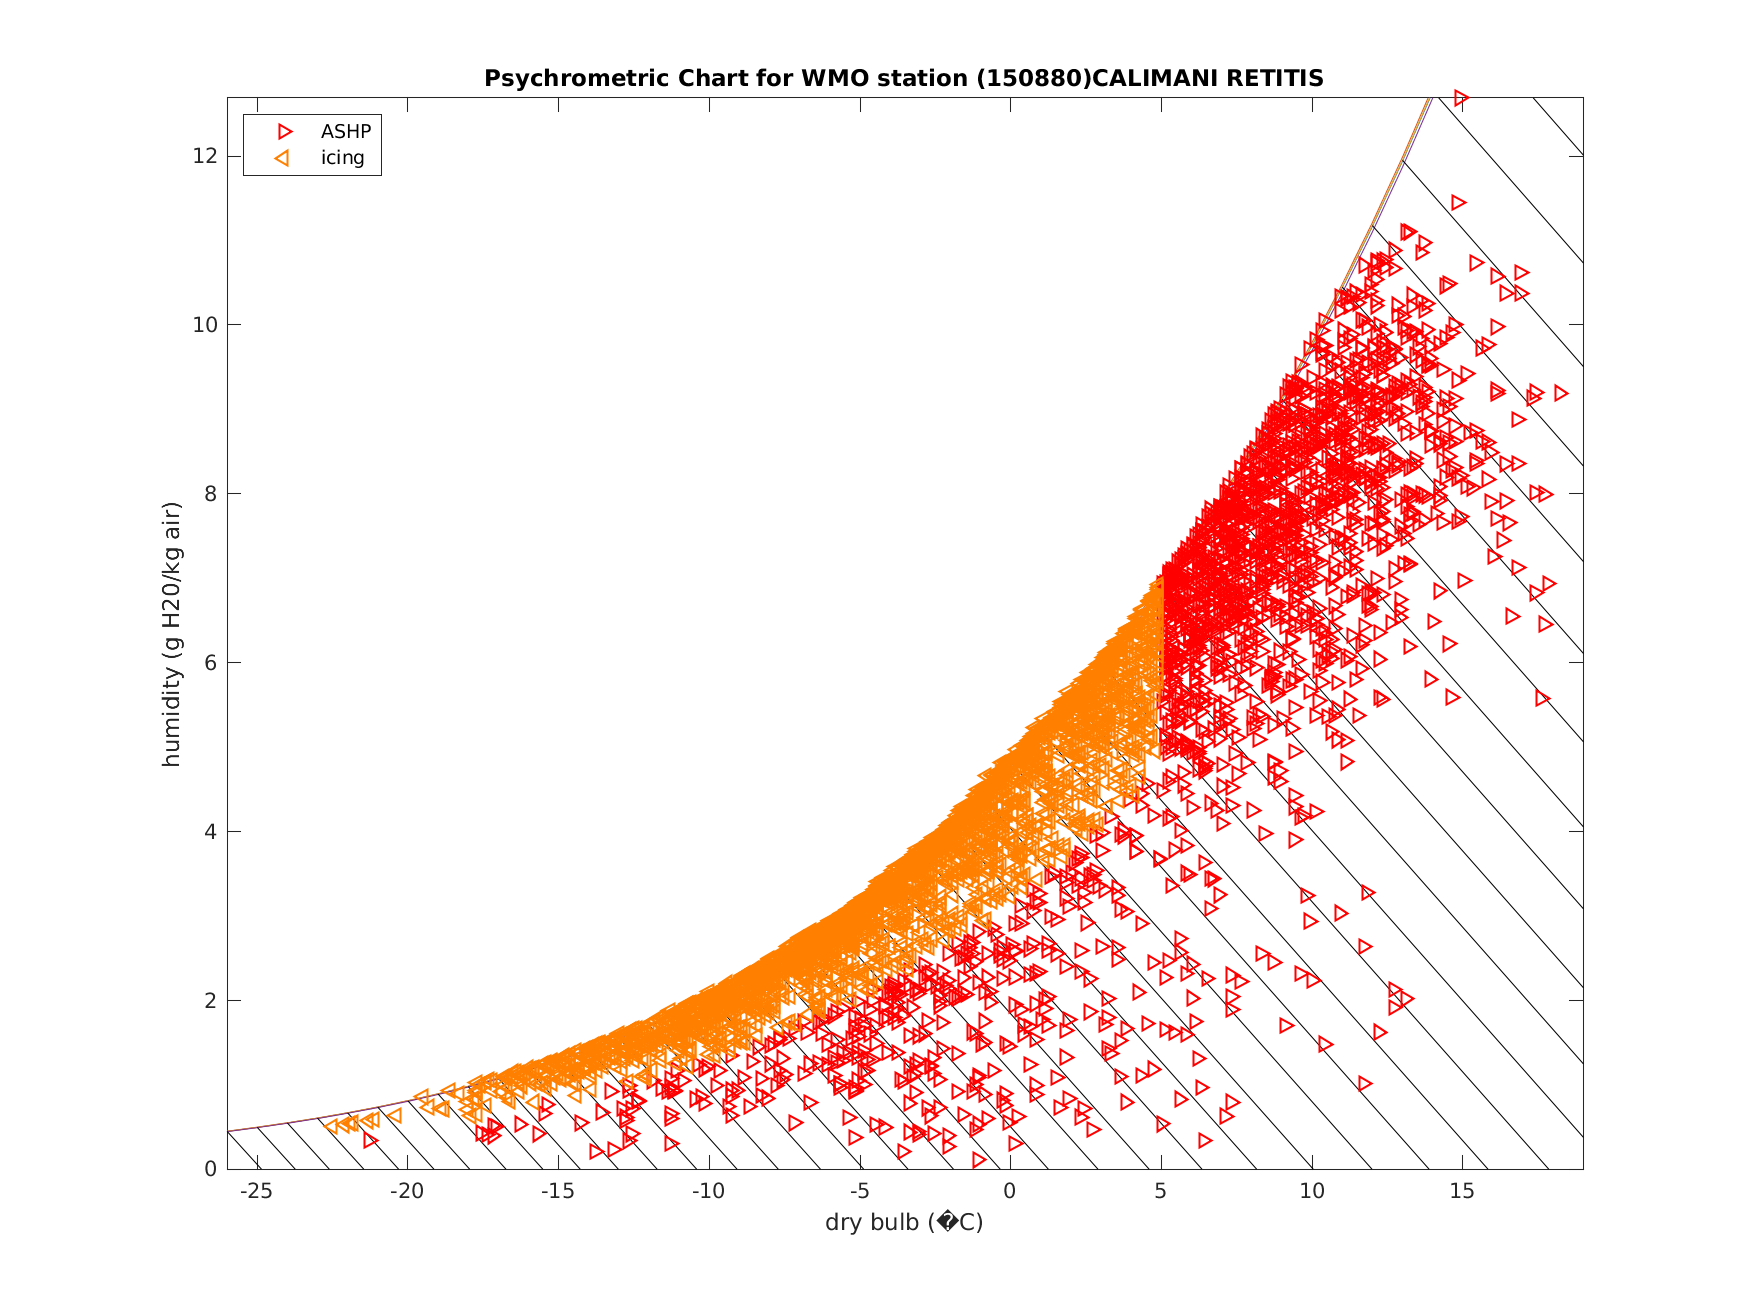 Psychrometric Chart for WMO station (150880)CALIMANI RETITIS
ASHP
icing
humidity (g H20/kg air)
12
10
8
6
4
2
0
-25 -20 -15 -10 -5 0 5 10 15
dry bulb (�C)